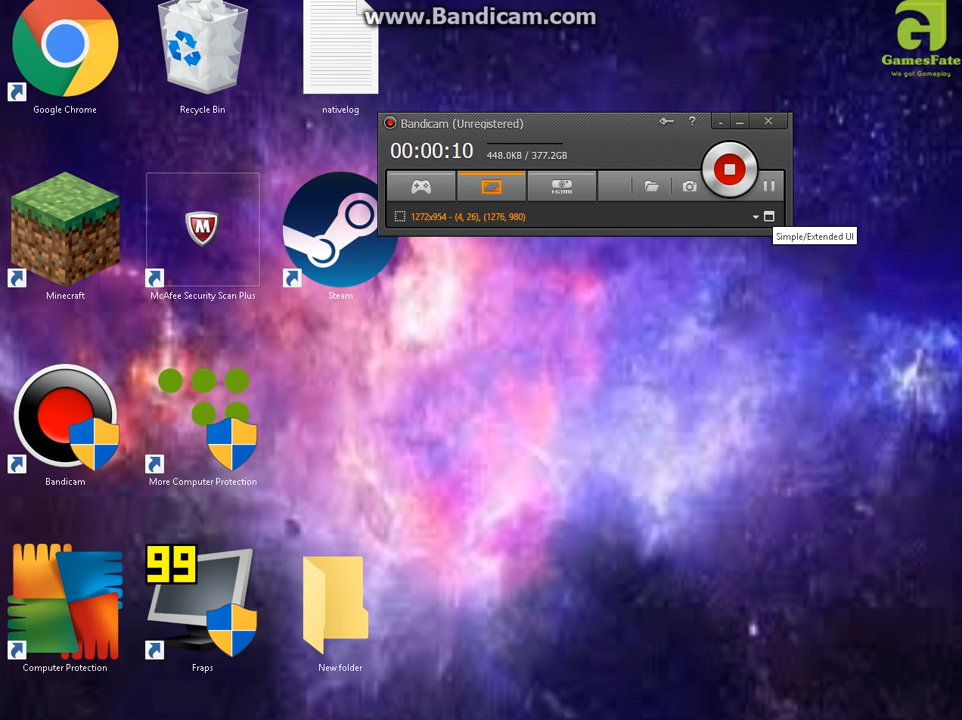 www.Bandicam.com
GamesFate
We got Gameplay
Google Chrome
Recycle Bin
nativelog
Bandicam (Unregistered)
?
00:00:10
448.0KB / 377.2GB
HDMI
1272x954 - (4, 26), (1276, 980)
Simple/Extended UI
Minecraft
McAfee Security Scan Plus
Steam
Bandicam
More Computer Protection
99
Computer Protection
Fraps
New folder